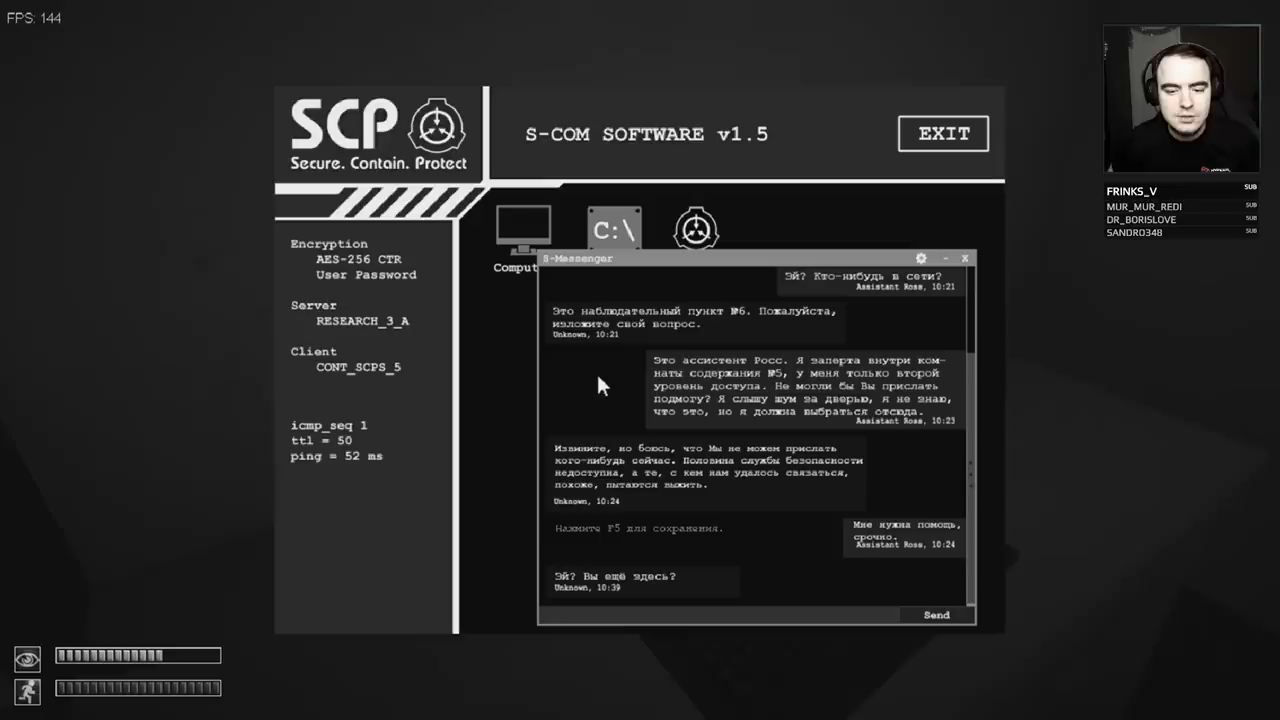 FPS: 144
SCP
Secure. Contain. Protect
S-COM SOFTWARE v1.5
EXIT
FRINKS_V SUB
MUR_MUR_REDI SUB
DR_BORISLOVE SUB
SANDRO348 SUB
Encryption
AES-256 CTR
User Password
Server
RESEARCH_3_A
Client
CONT_SCPS_5
icmp_seq 1
ttl = 50
ping = 52 ms
C:\
Comput
S-Messenger
- x
Эй? Кто-нибудь в сети?
Assistant Ross, 10:21
Это наблюдательный пункт №6. Пожалуйста,
изложите свой вопрос.
Unknown, 10:21
Это ассистент Росс. Я заперта внутри ком-
наты содержания №5, у меня только второй
уровень доступа. Не могли бы Вы прислать
подмогу? Я слышу шум за дверью, я не знаю,
что это, но я должна выбраться отсюда.
Assistant Ross, 10:23
Извините, но боюсь, что Мы не можем прислать
кого-нибудь сейчас. Половина службы безопасности
недоступна, а те, с кем нам удалось связаться,
похоже, пытаются выжить.
Unknown, 10:24
Нажмите F5 для сохранения.
Мне нужна помощь,
срочно.
Assistant Ross, 10:24
Эй? Вы ещё здесь?
Unknown, 10:39
Send